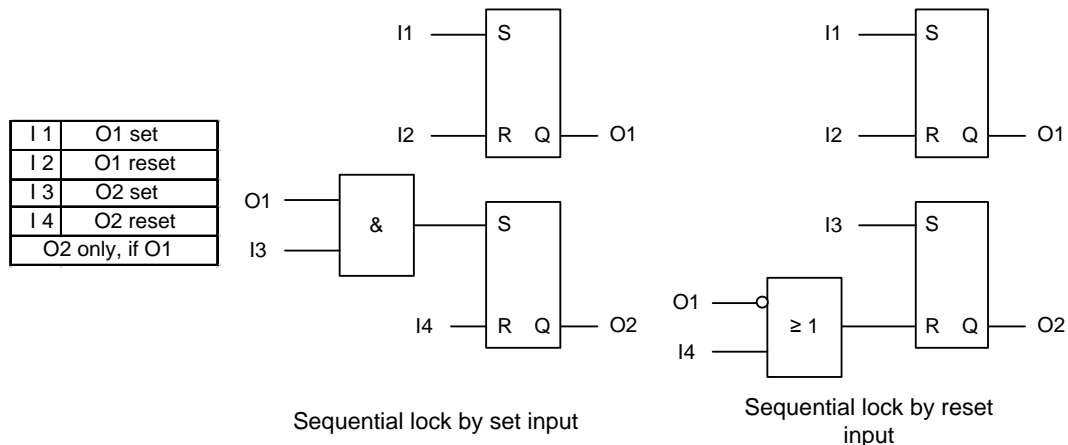 I 1 O1 set
I 2 O1 reset
I 3 O2 set
I 4 O2 reset
O2 only, if O1
I1 S
I2 R Q O1
O1
&
I3
S
I4 R Q O2
Sequential lock by set input
I1 S
I2 R Q O1
I3 S
O1
≥ 1
I4
R Q O2
Sequential lock by reset
input